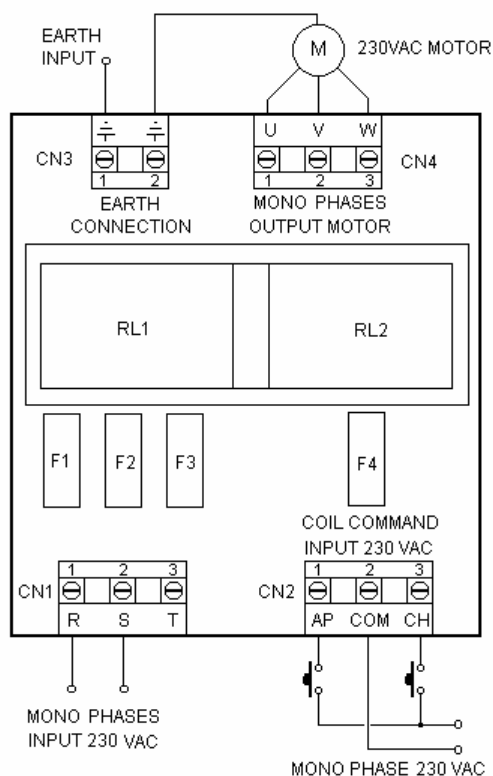 EARTH
INPUT
M
230VAC MOTOR
CN3
1 2
EARTH
CONNECTION
U V W
CN4
1 2 3
MONO PHASES
OUTPUT MOTOR
RL1
RL2
F1
F2
F3
F4
COIL COMMAND
INPUT 230 VAC
CN1
1 2 3
R S T
CN2
1 2 3
AP COM CH
MONO PHASES
INPUT 230 VAC
MONO PHASE 230 VAC